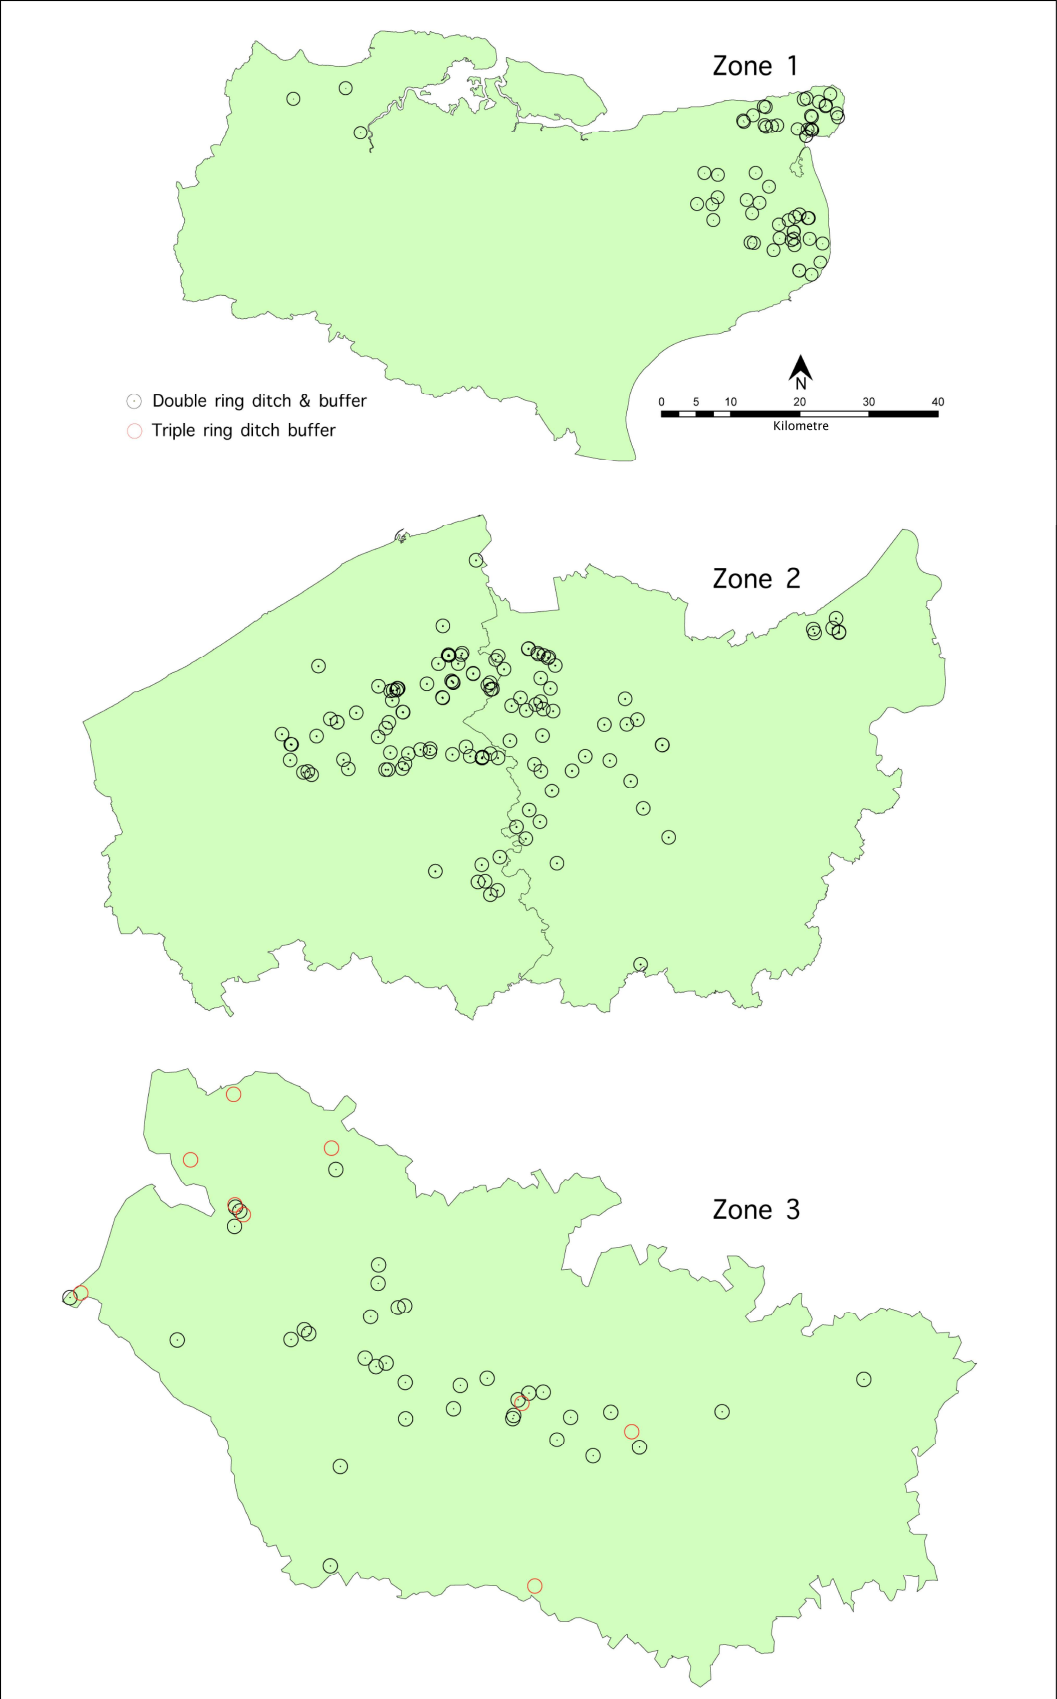 Zone 1
N
Double ring ditch & buffer
0 5 10 20 30 40
Triple ring ditch buffer
Kilometre
Zone 2
Zone 3